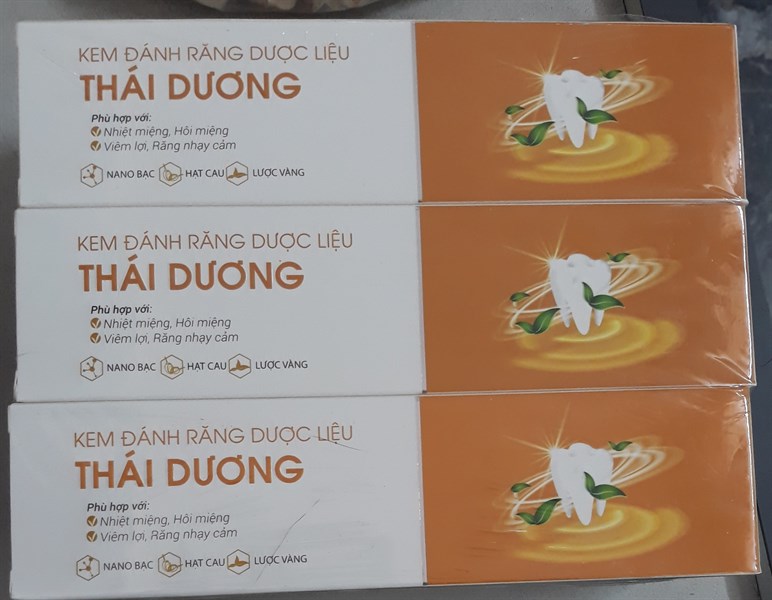 KEM ĐÁNH RĂNG DƯỢC LIỆU
THÁI DƯƠNG
Phù hợp với:
Nhiệt miệng, Hôi miệng
Viêm lợi, Răng nhạy cảm
NANO BẠC HẠT CAU LƯỢC VÀNG
KEM ĐÁNH RĂNG DƯỢC LIỆU
THÁI DƯƠNG
Phù hợp với:
Nhiệt miệng, Hôi miệng
Viêm lợi, Răng nhạy cảm
NANO BẠC HẠT CAU LƯỢC VÀNG
KEM ĐÁNH RĂNG DƯỢC LIỆU
THÁI DƯƠNG
Phù hợp với:
Nhiệt miệng, Hôi miệng
Viêm lợi, Răng nhạy cảm
NANO BẠC HẠT CAU LƯỢC VÀNG